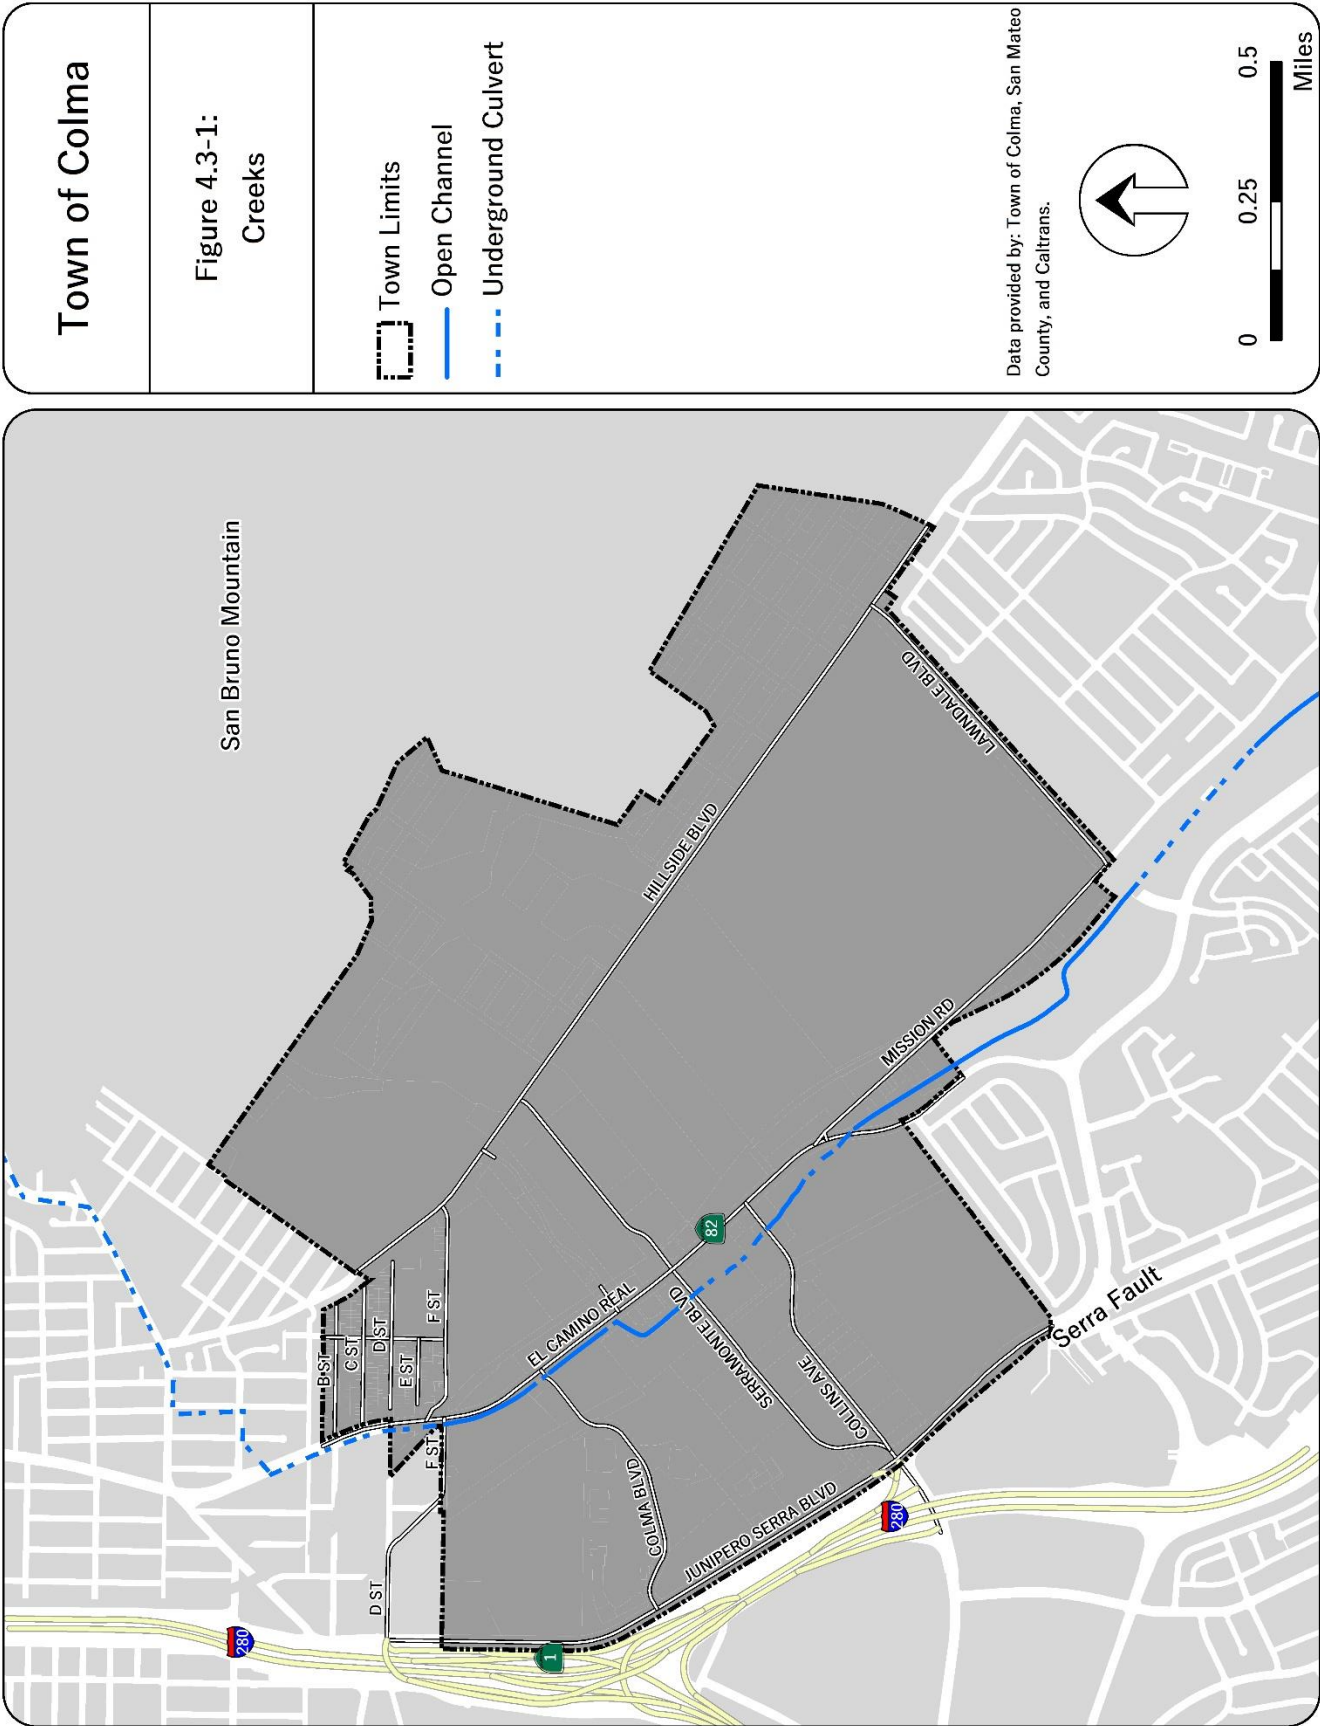 Town of Colma
Figure 4.3-1:
Creeks
Town Limits
Open Channel
Underground Culvert
Data provided by: Town of Colma, San Mateo
County, and Caltrans.
0 0.25 0.5
Miles
San Bruno Mountain
280
D ST
B ST
C ST
D ST
E ST
F ST
F ST
1
COLMA BLVD
EL CAMINO REAL
HILLSIDE BLVD
82
SERRAMONTE BLVD
JUNIPERO SERRA BLVD
COLLINS AVE
280
MISSION RD
LAWNDALE BLVD
Serra Fault